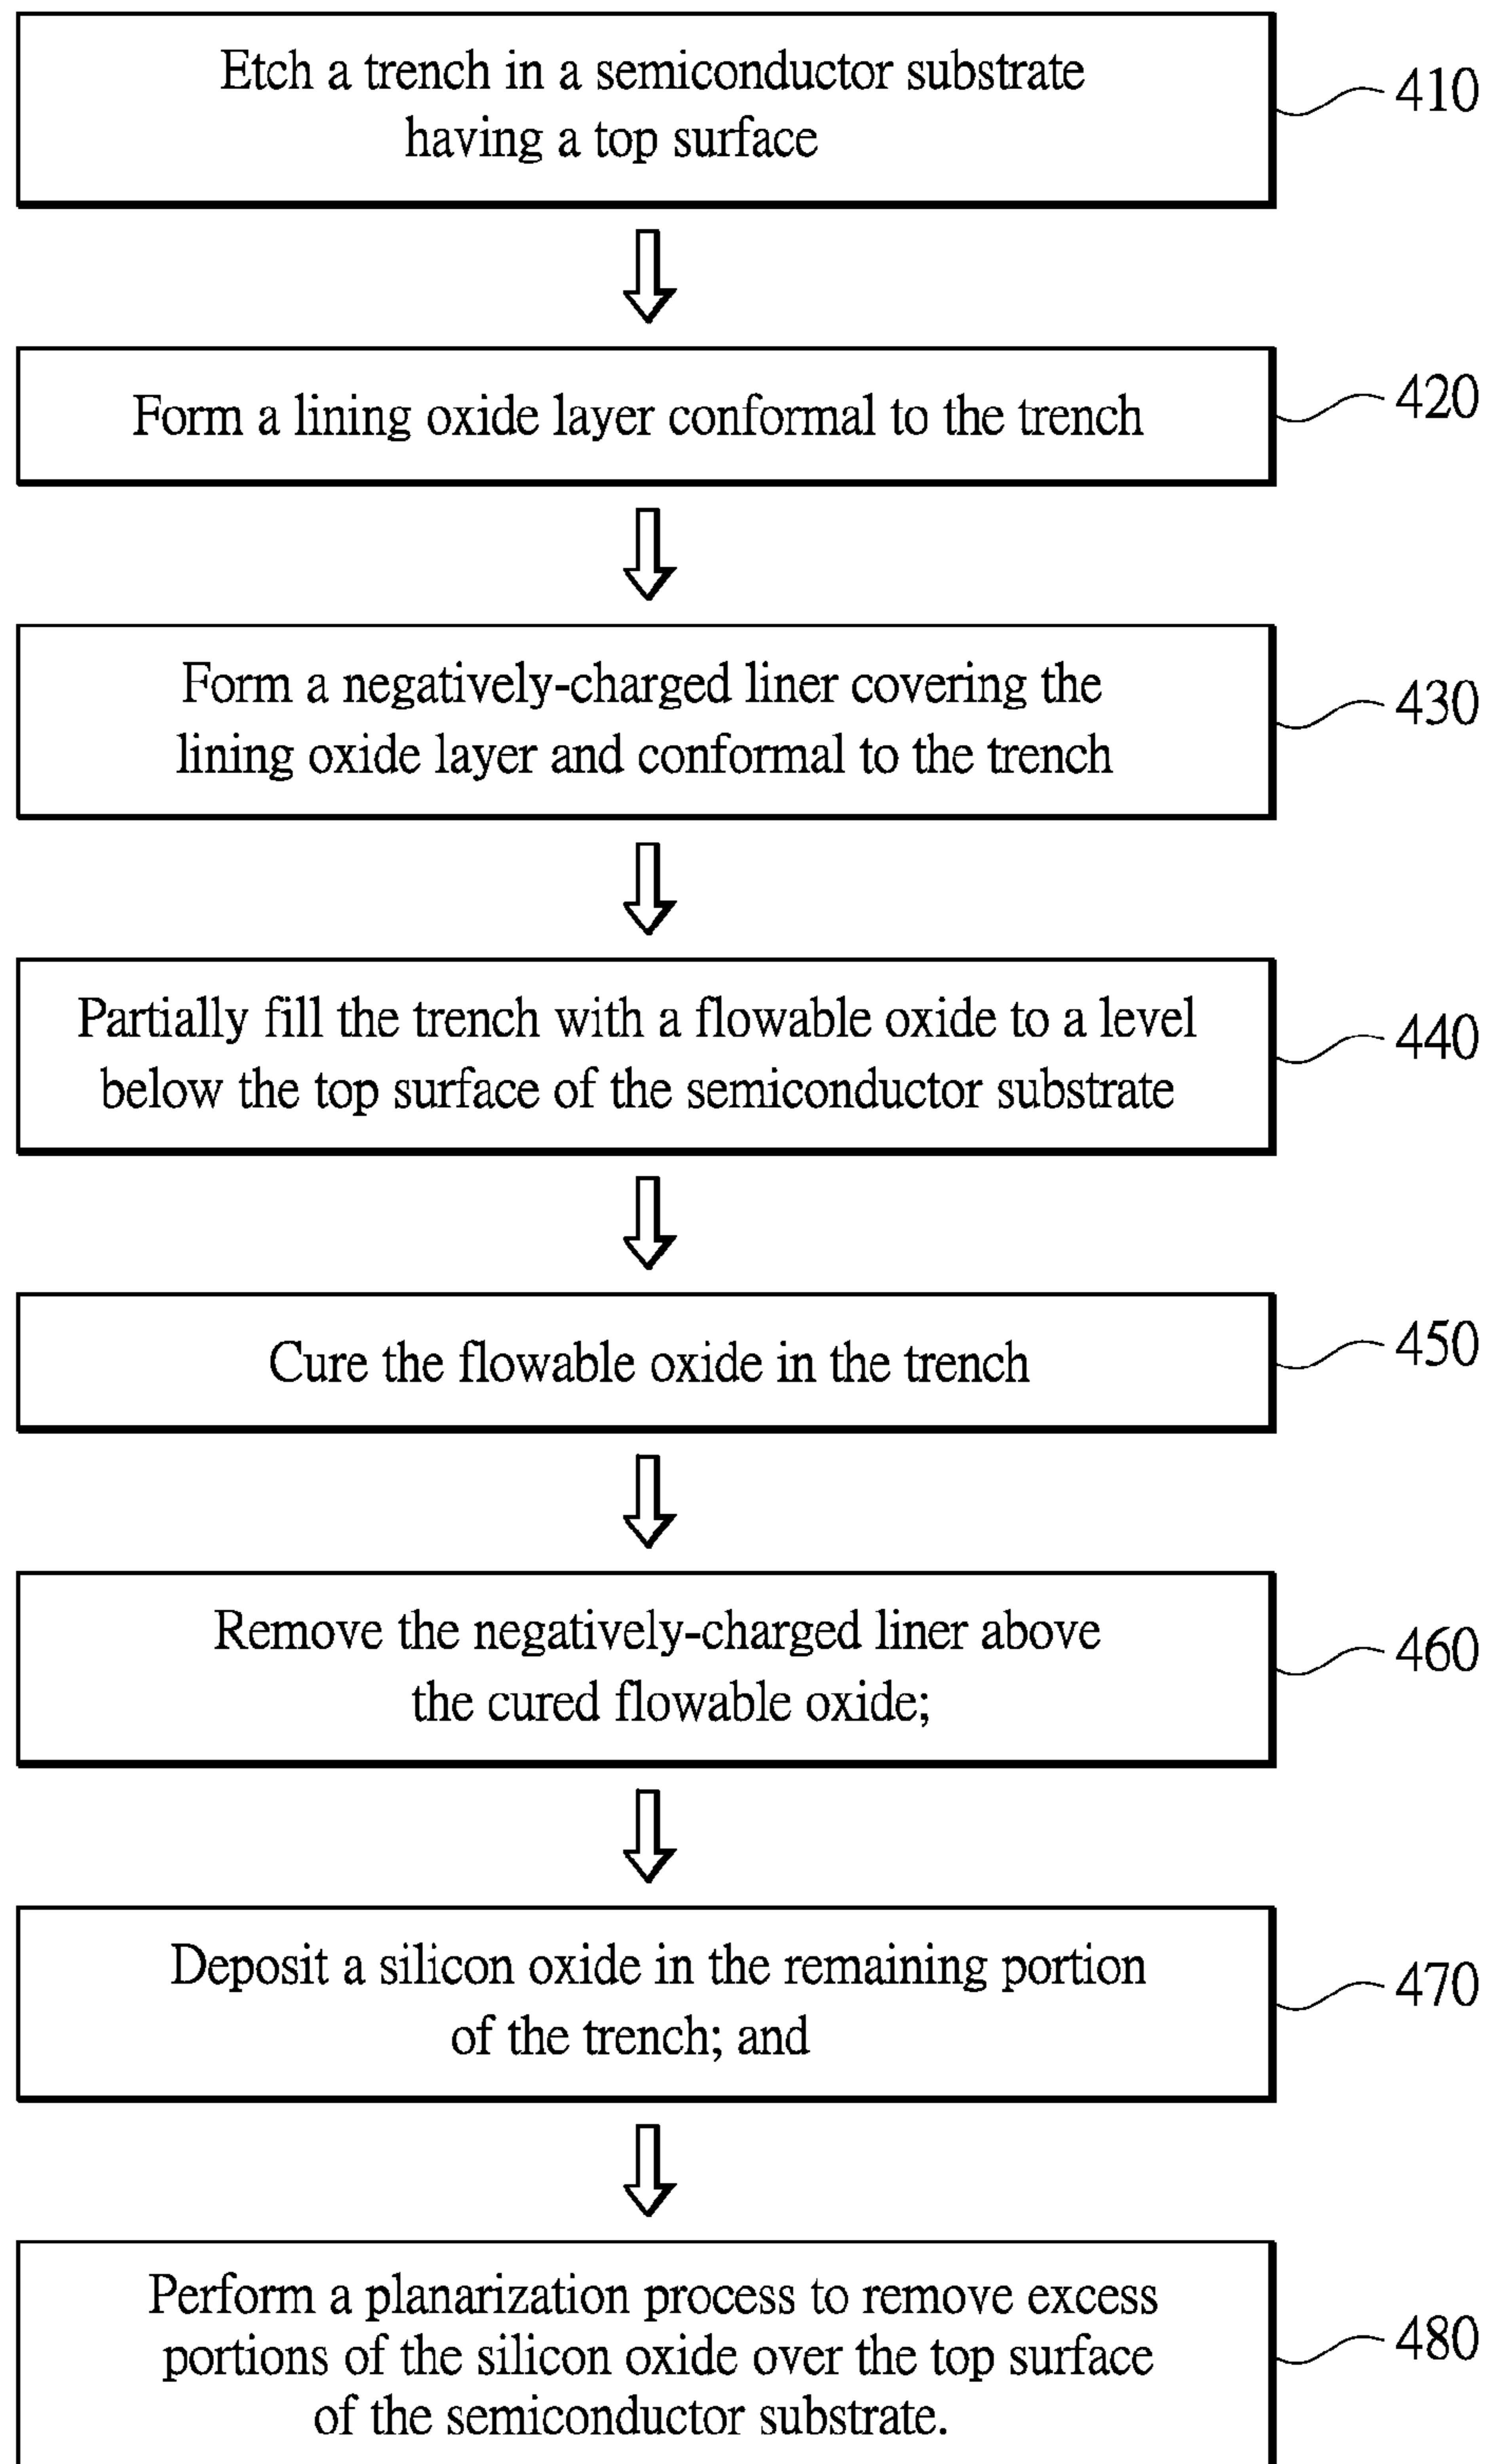 Etch a trench in a semiconductor substrate
having a top surface
410
Form a lining oxide layer conformal to the trench
420
Form a negatively-charged liner covering the
lining oxide layer and conformal to the trench
430
Partially fill the trench with a flowable oxide to a level
below the top surface of the semiconductor substrate
440
Cure the flowable oxide in the trench
450
Remove the negatively-charged liner above
the cured flowable oxide;
460
Deposit a silicon oxide in the remaining portion
of the trench; and
470
Perform a planarization process to remove excess
portions of the silicon oxide over the top surface
of the semiconductor substrate.
480